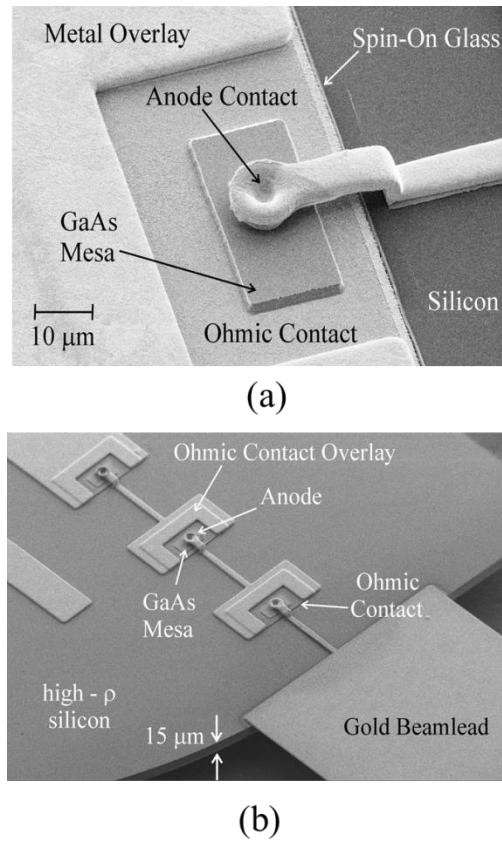 Metal Overlay
Spin-On Glass
Anode Contact
GaAs
Mesa
Silicon
10 μm
Ohmic Contact
(a)
Ohmic Contact Overlay
Anode
GaAs
Mesa
Ohmic
Contact
high - ρ
silicon
15 μm
Gold Beamlead
(b)